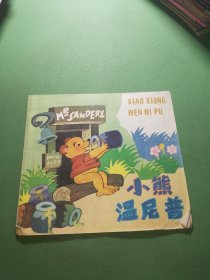 MR SANDERZ
XIAO XIONG
WEN NI PU
小熊
温尼普